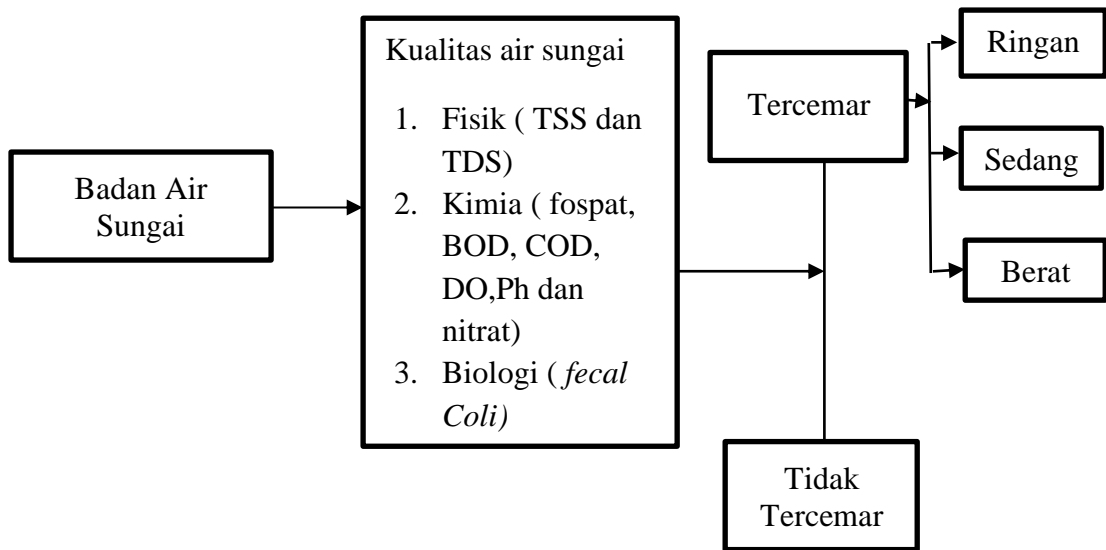 Badan Air
Sungai
Kualitas air sungai
1. Fisik ( TSS dan
TDS)
2. Kimia ( fospat,
BOD, COD,
DO,Ph dan
nitrat)
3. Biologi ( fecal
Coli)
Tercemar
Tidak
Tercemar
Ringan
Sedang
Berat